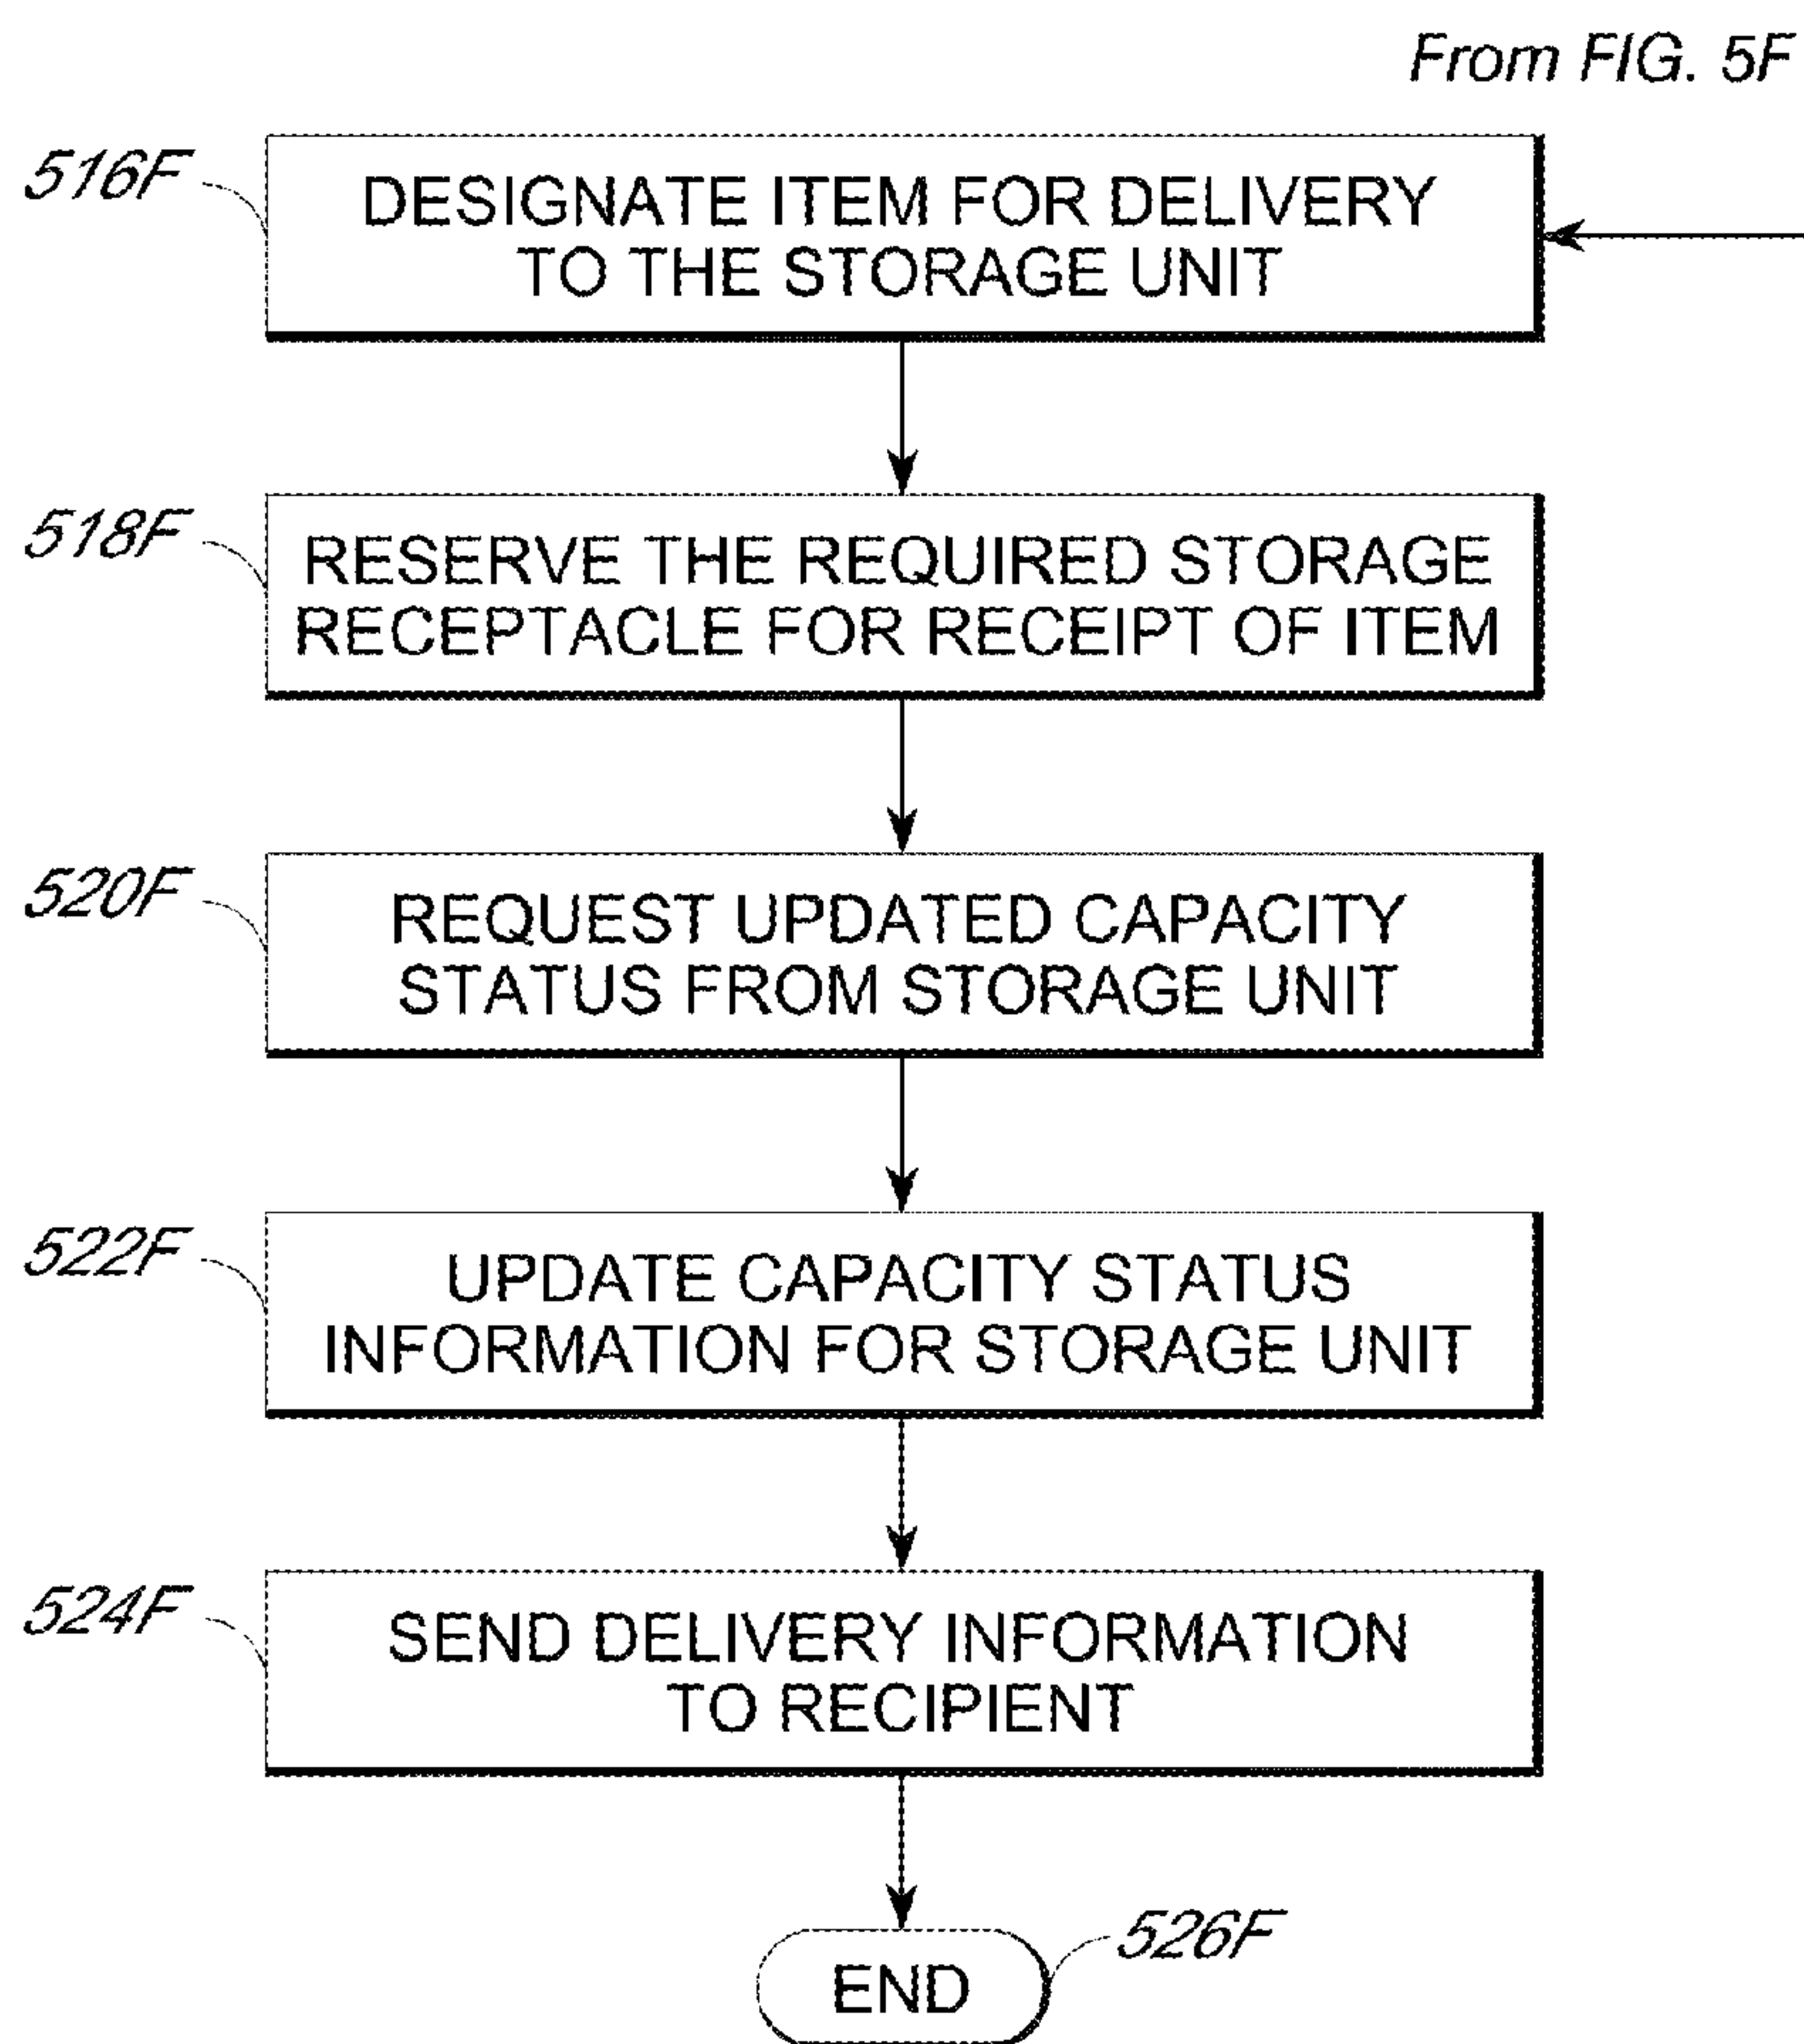 From FIG. 5F
516F
DESIGNATE ITEM FOR DELIVERY
TO THE STORAGE UNIT
518F
RESERVE THE REQUIRED STORAGE
RECEPTACLE FOR RECEIPT OF ITEM
520F
REQUEST UPDATED CAPACITY
STATUS FROM STORAGE UNIT
522F
UPDATE CAPACITY STATUS
INFORMATION FOR STORAGE UNIT
524F
SEND DELIVERY INFORMATION
TO RECIPIENT
526F
END